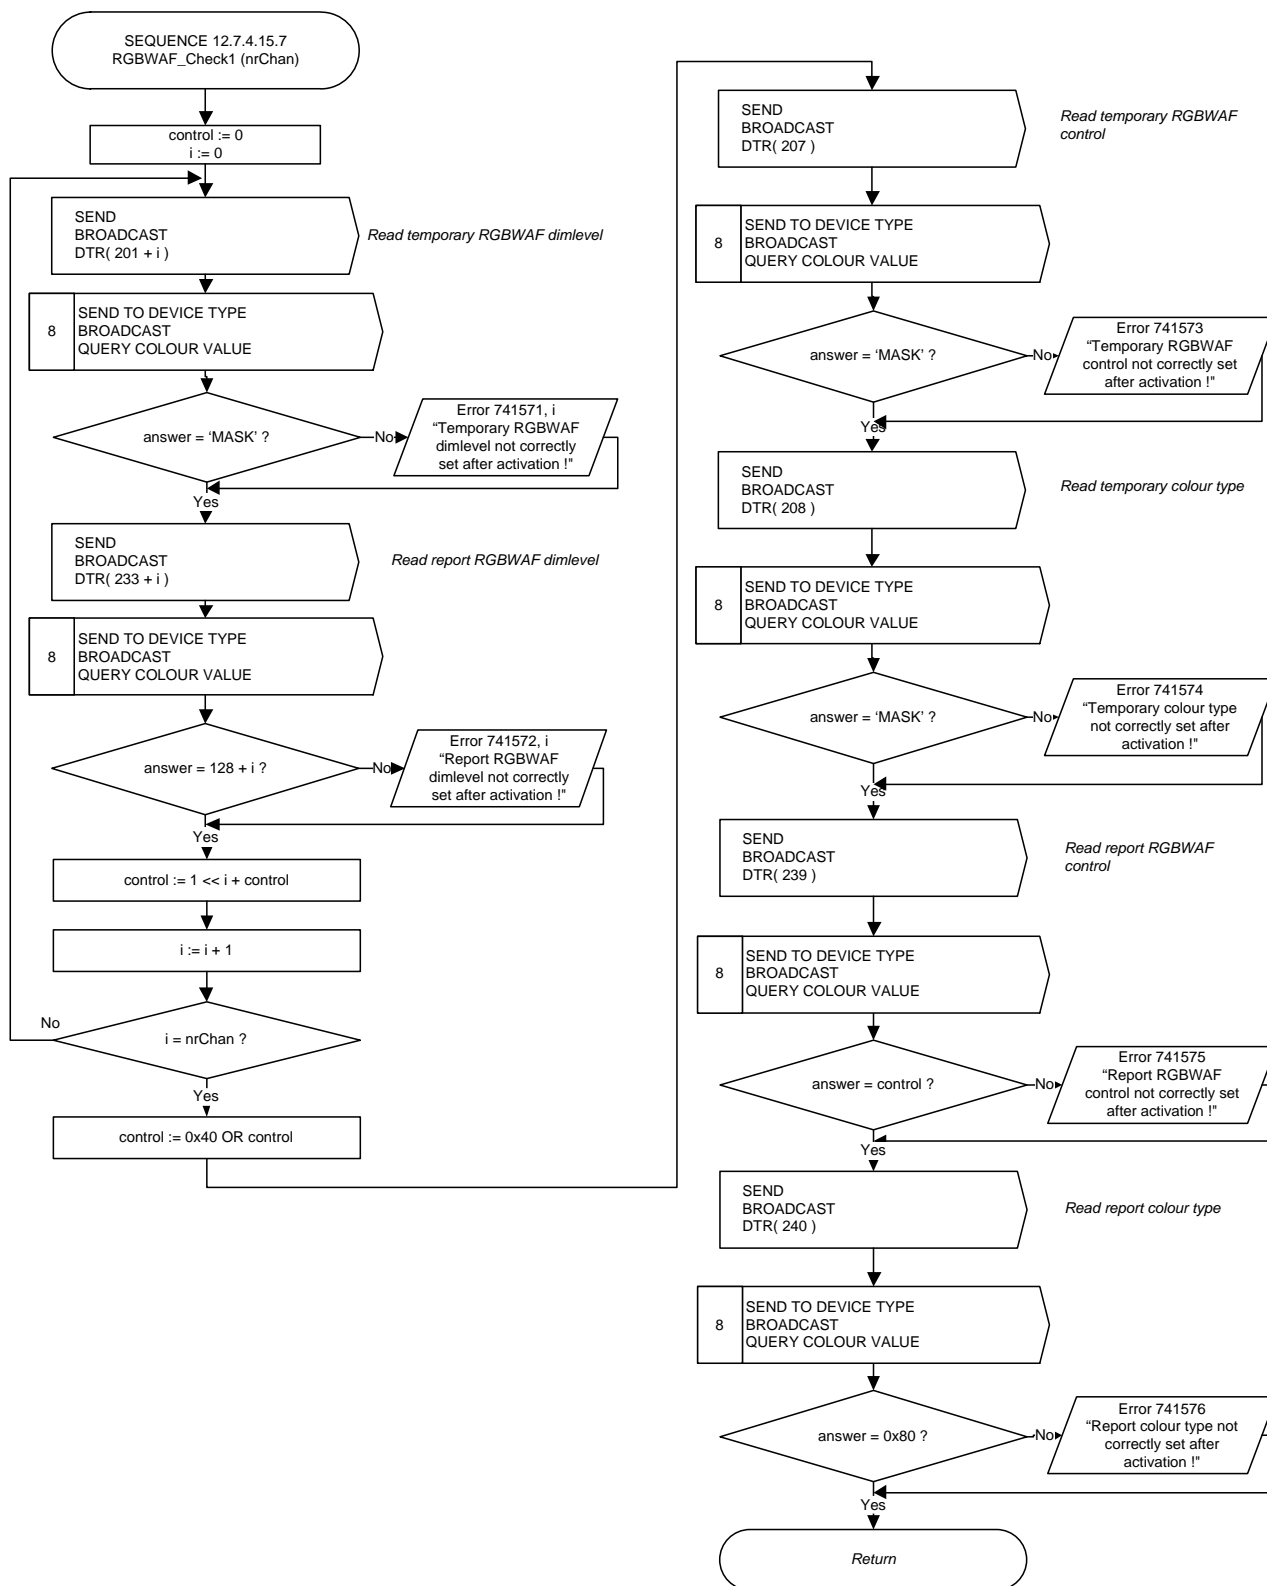 SEQUENCE 12.7.4.15.7
RGBWAF_Check1 (nrChan)
control := 0
i := 0
SEND
BROADCAST
DTR( 201 + i )
Read temporary RGBWAF dimlevel
8
SEND TO DEVICE TYPE
BROADCAST
QUERY COLOUR VALUE
answer = ‘MASK’ ?
No
Error 741571, i
“Temporary RGBWAF
dimlevel not correctly
set after activation !"
Yes
SEND
BROADCAST
DTR( 233 + i )
Read report RGBWAF dimlevel
8
SEND TO DEVICE TYPE
BROADCAST
QUERY COLOUR VALUE
answer = 128 + i ?
No
Error 741572, i
“Report RGBWAF
dimlevel not correctly
set after activation !"
Yes
control := 1 << i + control
i := i + 1
i = nrChan ?
No
Yes
control := 0x40 OR control
SEND
BROADCAST
DTR( 207 )
Read temporary RGBWAF
control
8
SEND TO DEVICE TYPE
BROADCAST
QUERY COLOUR VALUE
answer = ‘MASK’ ?
No
Error 741573
“Temporary RGBWAF
control not correctly set
after activation !"
Yes
SEND
BROADCAST
DTR( 208 )
Read temporary colour type
8
SEND TO DEVICE TYPE
BROADCAST
QUERY COLOUR VALUE
answer = ‘MASK’ ?
No
Error 741574
“Temporary colour type
not correctly set after
activation !"
Yes
SEND
BROADCAST
DTR( 239 )
Read report RGBWAF
control
8
SEND TO DEVICE TYPE
BROADCAST
QUERY COLOUR VALUE
answer = control ?
No
Error 741575
“Report RGBWAF
control not correctly set
after activation !"
Yes
SEND
BROADCAST
DTR( 240 )
Read report colour type
8
SEND TO DEVICE TYPE
BROADCAST
QUERY COLOUR VALUE
answer = 0x80 ?
No
Error 741576
“Report colour type not
correctly set after
activation !"
Yes
Return